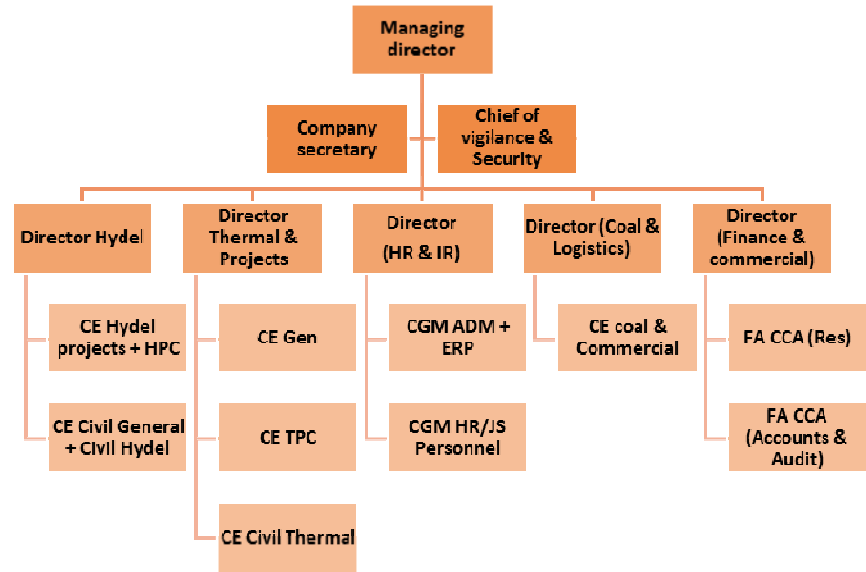 Managing
director
Company
secretary
Chief of
vigilance &
Security
Director Hydel
Director
Thermal &
Projects
Director
(HR & IR)
Director (Coal &
Logistics)
Director
(Finance &
commercial)
CE Hydel
projects + HPC
CE Gen
CGM ADM +
ERP
CE coal &
Commercial
FA CCA (Res)
CE Civil General
+ Civil Hydel
CE TPC
CGM HR/JS
Personnel
FA CCA
(Accounts &
Audit)
CE Civil Thermal